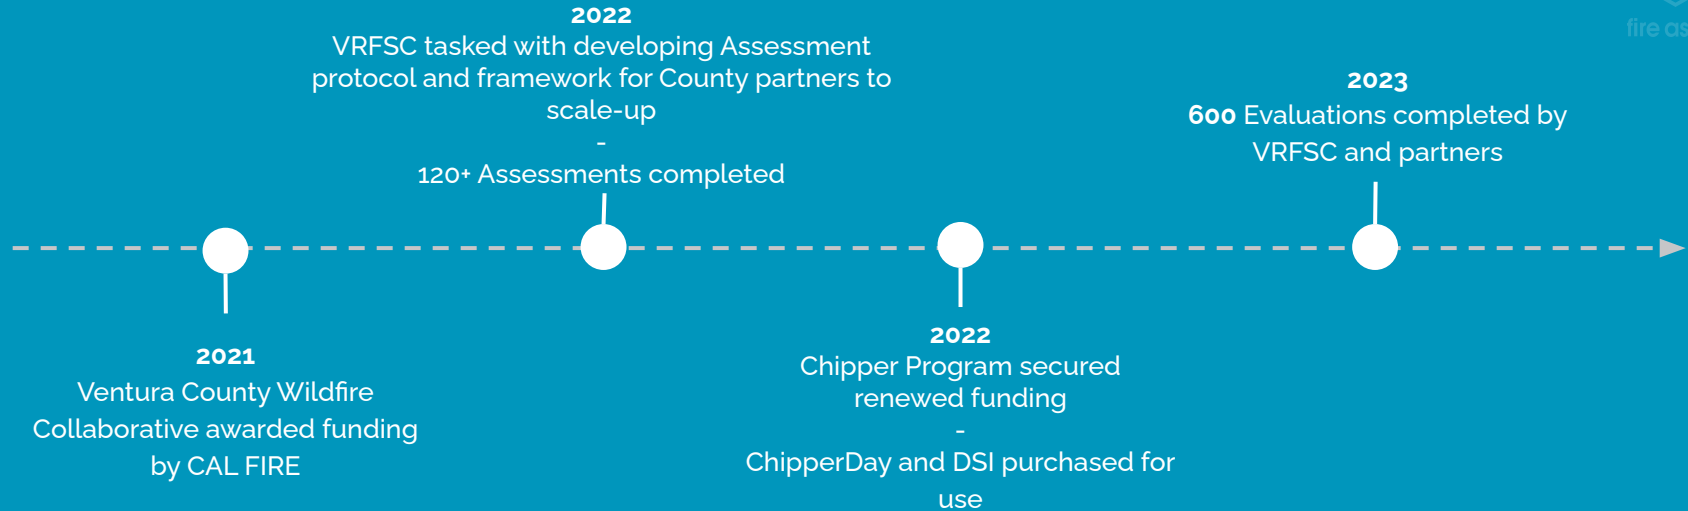 2022
VRFSC tasked with developing Assessment
protocol and framework for County partners to
scale-up
-
120+ Assessments completed
fire as
2023
600 Evaluations completed by
VRFSC and partners
2021
Ventura County Wildfire
Collaborative awarded funding
by CAL FIRE
2022
Chipper Program secured
renewed funding
-
ChipperDay and DSI purchased for
use